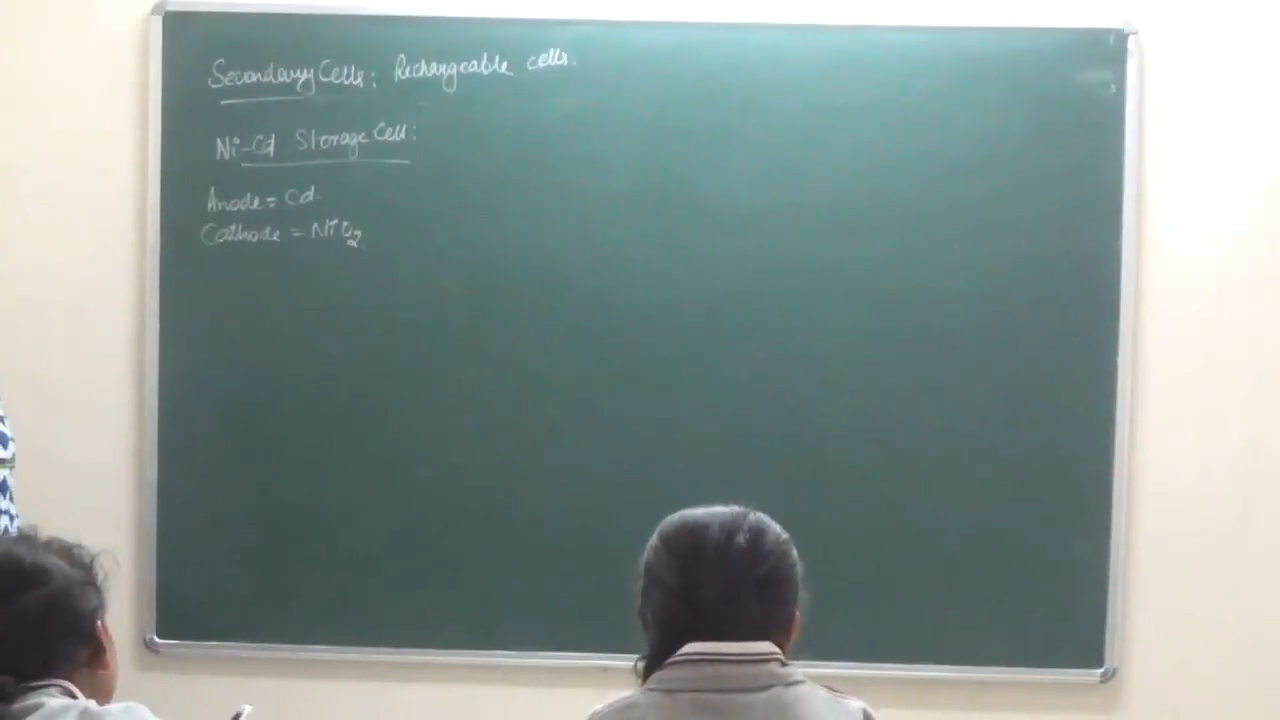 Secondary Cells: Rechargeable cells.
Ni-Cd Storage Cell:
Anode = Cd.
Cathode = NiO2